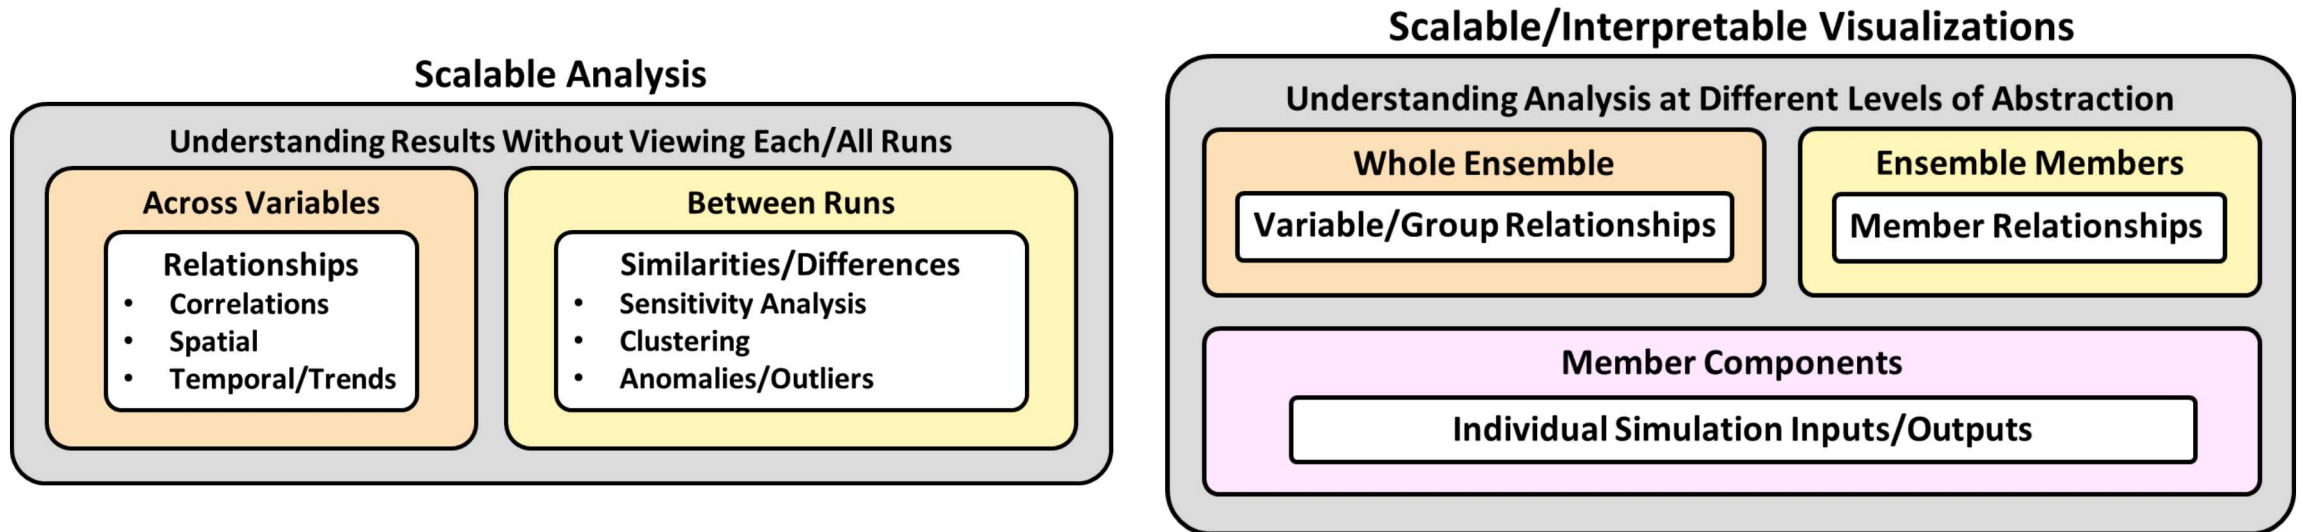 Scalable Analysis
Understanding Results Without Viewing Each/All Runs
Across Variables
Relationships
• Correlations
• Spatial
• Temporal/Trends
Between Runs
Similarities/Differences
• Sensitivity Analysis
• Clustering
• Anomalies/Outliers
Scalable/Interpretable Visualizations
Understanding Analysis at Different Levels of Abstraction
Whole Ensemble
Variable/Group Relationships
Ensemble Members
Member Relationships
Member Components
Individual Simulation Inputs/Outputs